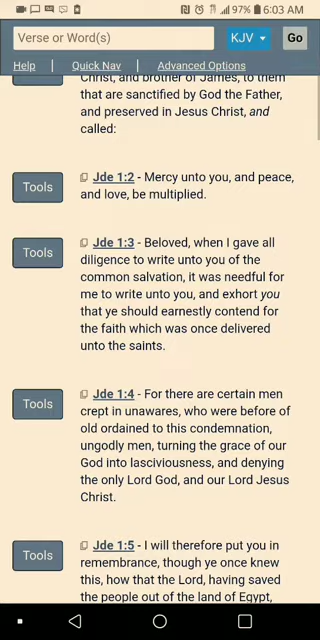 97% 6:03 AM
Verse or Word(s) KJV Go
Help | Quick Nav | Advanced Options
Christ, and brother of James, to them
that are sanctified by God the Father,
and preserved in Jesus Christ, and
called:
Tools
Jde 1:2 - Mercy unto you, and peace,
and love, be multiplied.
Tools
Jde 1:3 - Beloved, when I gave all
diligence to write unto you of the
common salvation, it was needful for
me to write unto you, and exhort you
that ye should earnestly contend for
the faith which was once delivered
unto the saints.
Tools
Jde 1:4 - For there are certain men
crept in unawares, who were before of
old ordained to this condemnation,
ungodly men, turning the grace of our
God into lasciviousness, and denying
the only Lord God, and our Lord Jesus
Christ.
Tools
Jde 1:5 - I will therefore put you in
remembrance, though ye once knew
this, how that the Lord, having saved
the people out of the land of Egypt,